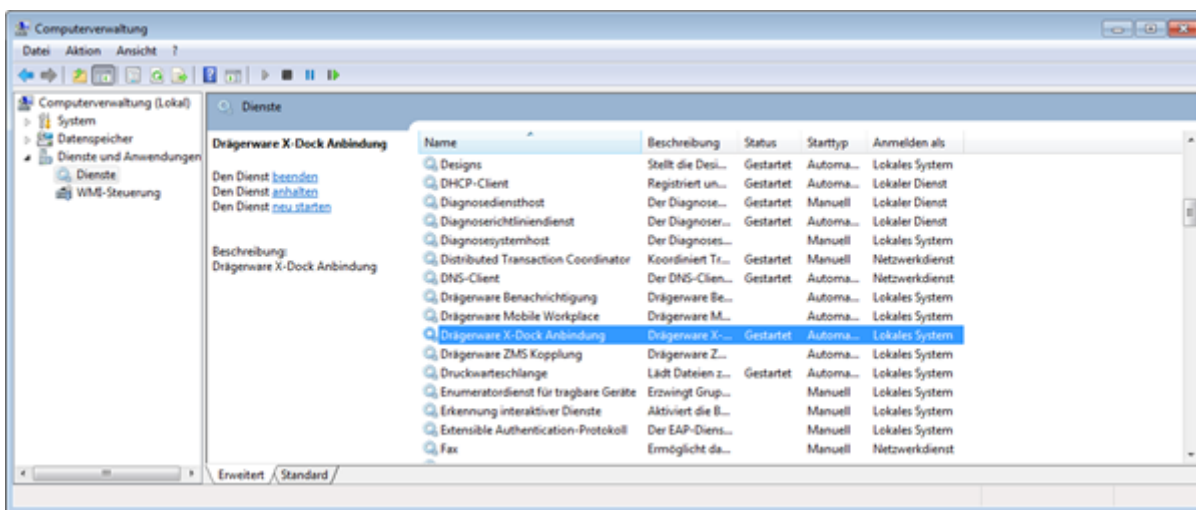 Computerverwaltung
Datei Aktion Ansicht ?
Computerverwaltung (Lokal)
System
Datenspeicher
Dienste und Anwendungen
Dienste
WMI-Steuerung
Dienste
Drägerware X-Dock Anbindung
Den Dienst beenden
Den Dienst anhalten
Den Dienst neu starten
Beschreibung:
Drägerware X-Dock Anbindung
Name Beschreibung Status Starttyp Anmelden als
Designs Stellt die Desi... Gestartet Automa... Lokales System
DHCP-Client Registriert un... Gestartet Automa... Lokaler Dienst
Diagnosediensthost Der Diagnose... Gestartet Manuell Lokaler Dienst
Diagnoserichtliniendienst Der Diagnoser... Gestartet Automa... Lokaler Dienst
Diagnosesystemhost Der Diagnoses... Manuell Lokales System
Distributed Transaction Coordinator Koordiniert Tr... Gestartet Manuell Netzwerkdienst
DNS-Client Der DNS-Clien... Gestartet Automa... Netzwerkdienst
Drägerware Benachrichtigung Drägerware Be... Automa... Lokales System
Drägerware Mobile Workplace Drägerware M... Automa... Lokales System
Drägerware X-Dock Anbindung Drägerware X-... Gestartet Automa... Lokales System
Drägerware ZMS Kopplung Drägerware Z... Automa... Lokales System
Druckwarteschlange Lädt Dateien z... Gestartet Automa... Lokales System
Enumeratordienst für tragbare Geräte Erzwingt Grup... Manuell Lokales System
Erkennung interaktiver Dienste Aktiviert die B... Manuell Lokales System
Extensible Authentication-Protokoll Der EAP-Diens... Manuell Lokales System
Fax Ermöglicht da... Manuell Netzwerkdienst
Erweitert Standard